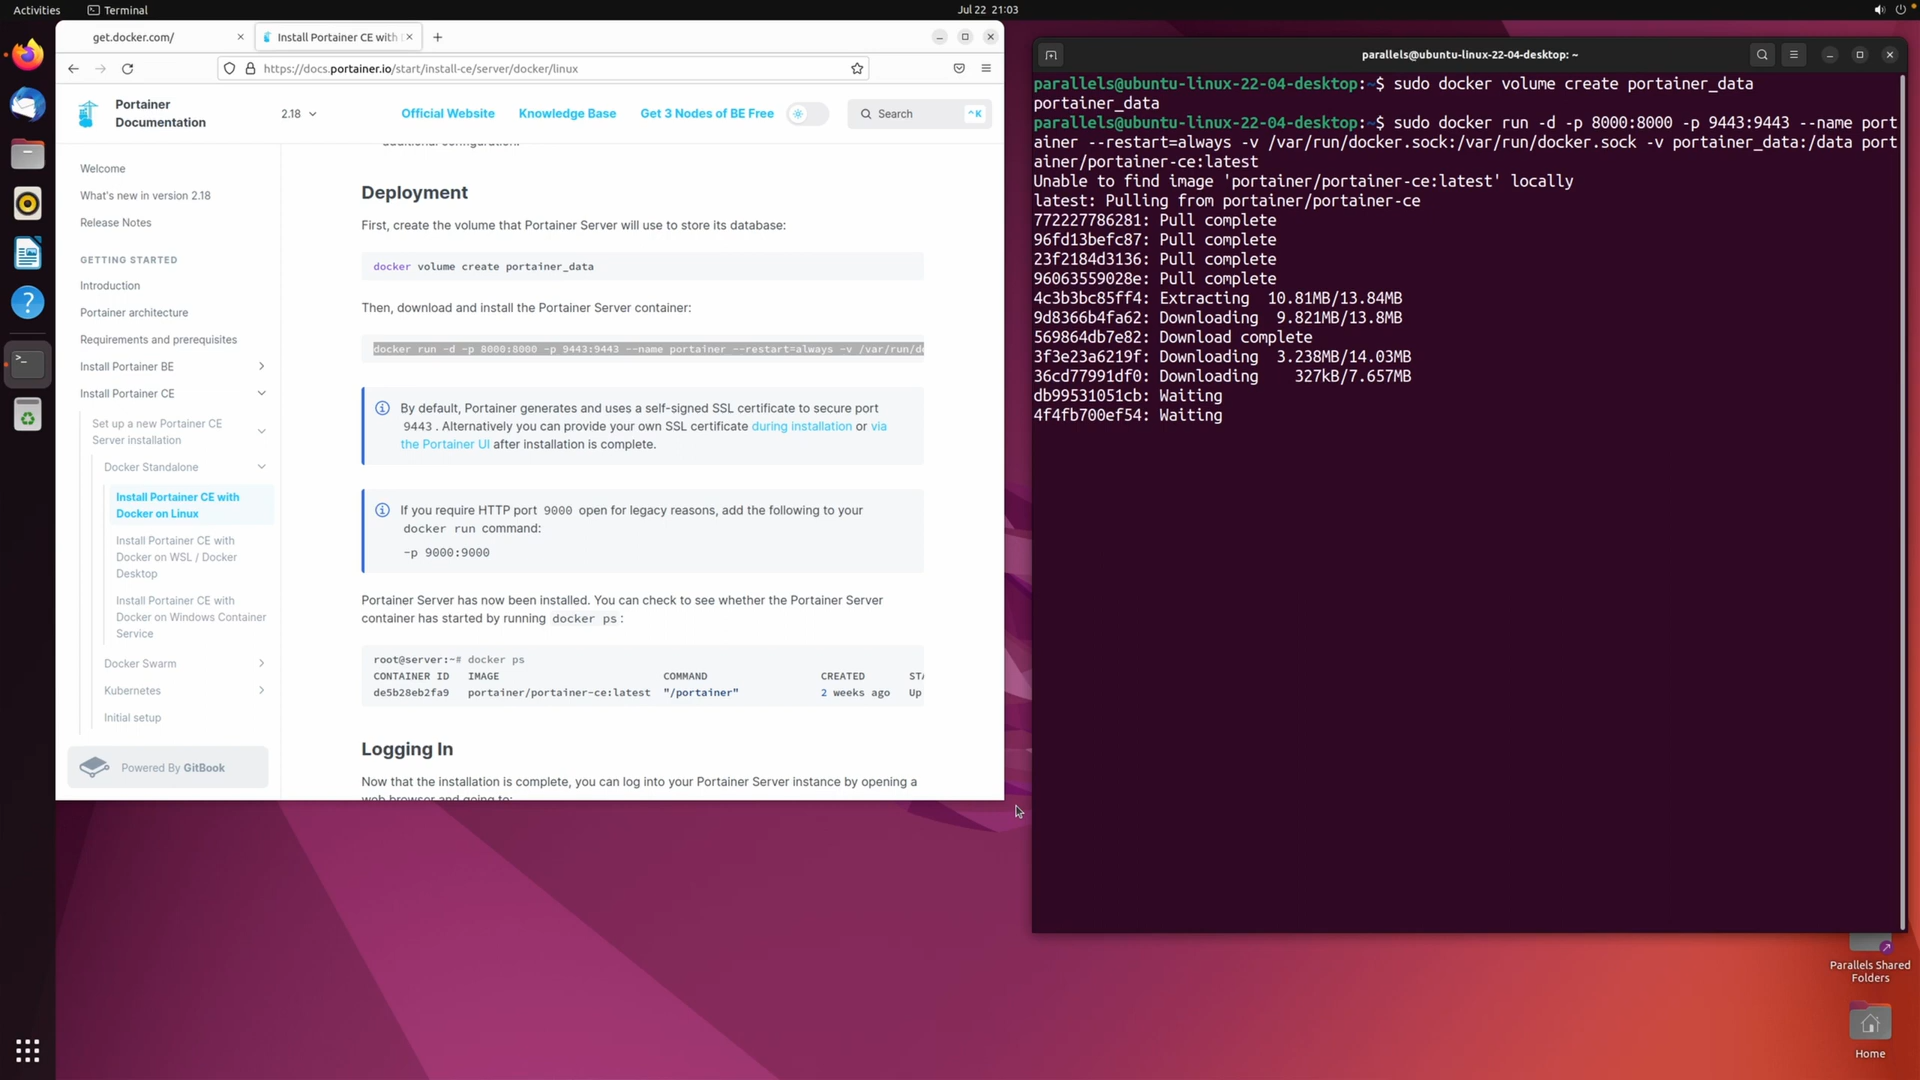 Activities
Terminal
Jul 22 21:03
get.docker.com/
Install Portainer CE with
https://docs.portainer.io/start/install-ce/server/docker/linux
Portainer
Documentation
2.18
Official Website
Knowledge Base
Get 3 Nodes of BE Free
Search
^K
Welcome
What's new in version 2.18
Release Notes
GETTING STARTED
Introduction
Portainer architecture
Requirements and prerequisites
Install Portainer BE
Install Portainer CE
Set up a new Portainer CE
Server installation
Docker Standalone
Install Portainer CE with
Docker on Linux
Install Portainer CE with
Docker on WSL / Docker
Desktop
Install Portainer CE with
Docker on Windows Container
Service
Docker Swarm
Kubernetes
Initial setup
Powered By GitBook
additional configuration.
Deployment
First, create the volume that Portainer Server will use to store its database:
docker volume create portainer_data
Then, download and install the Portainer Server container:
docker run -d -p 8000:8000 -p 9443:9443 --name portainer --restart=always -v /var/run/do
By default, Portainer generates and uses a self-signed SSL certificate to secure port
9443. Alternatively you can provide your own SSL certificate during installation or via
the Portainer UI after installation is complete.
If you require HTTP port 9000 open for legacy reasons, add the following to your
docker run command:
-p 9000:9000
Portainer Server has now been installed. You can check to see whether the Portainer Server
container has started by running docker ps:
root@server:~# docker ps
CONTAINER ID IMAGE COMMAND CREATED STA
de5b28eb2fa9 portainer/portainer-ce:latest "/portainer" 2 weeks ago Up
Logging In
Now that the installation is complete, you can log into your Portainer Server instance by opening a
web browser and going to:
parallels@ubuntu-linux-22-04-desktop: ~
parallels@ubuntu-linux-22-04-desktop:~$ sudo docker volume create portainer_data
portainer_data
parallels@ubuntu-linux-22-04-desktop:~$ sudo docker run -d -p 8000:8000 -p 9443:9443 --name port
ainer --restart=always -v /var/run/docker.sock:/var/run/docker.sock -v portainer_data:/data port
ainer/portainer-ce:latest
Unable to find image 'portainer/portainer-ce:latest' locally
latest: Pulling from portainer/portainer-ce
772227786281: Pull complete
96fd13befc87: Pull complete
23f2184d3136: Pull complete
96063559028e: Pull complete
4c3b3bc85ff4: Extracting 10.81MB/13.84MB
9d8366b4fa62: Downloading 9.821MB/13.8MB
569864db7e82: Download complete
3f3e23a6219f: Downloading 3.238MB/14.03MB
36cd77991df0: Downloading 327kB/7.657MB
db99531051cb: Waiting
4f4fb700ef54: Waiting
Parallels Shared
Folders
Home